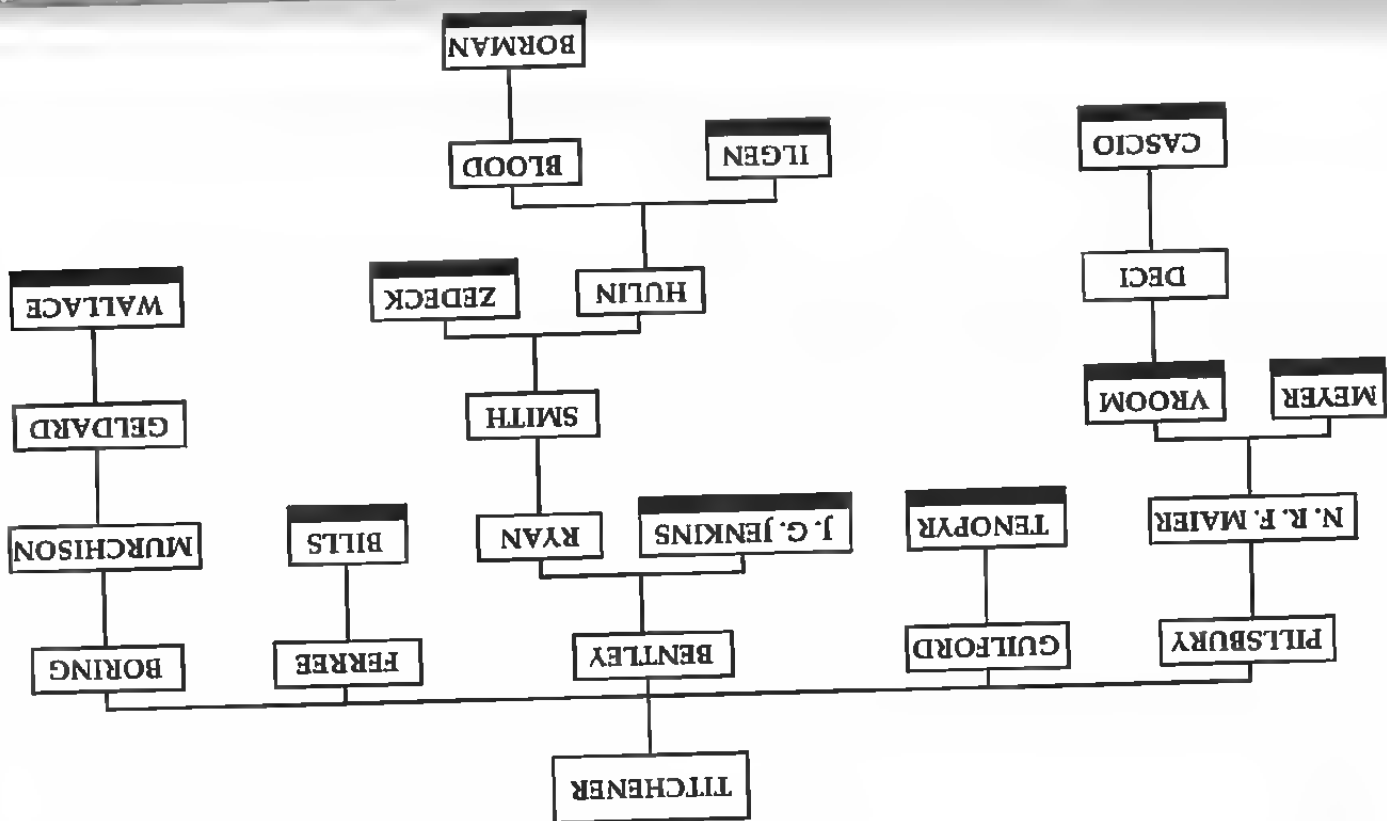 TITCHENER
PILLSBURY
GUILFORD
BENTLEY
FERREE
BORING
N. R. F. MAIER
TENOPYR
J. G. JENKINS
RYAN
BILLS
MURCHISON
MEYER
VROOM
SMITH
GELDARD
DECI
HULIN
ZEDECK
WALLACE
CASCIO
ILGEN
BLOOD
BORMAN